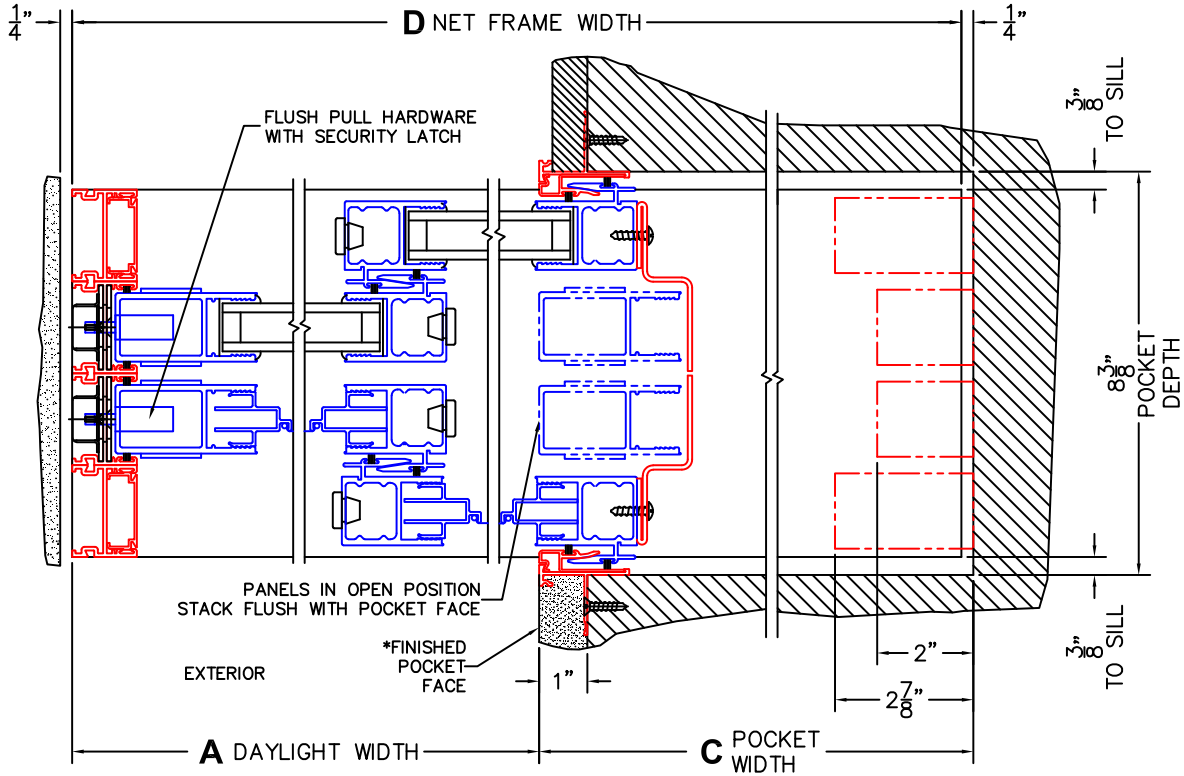 1/4"
D NET FRAME WIDTH
1/4"
3/8"
TO SILL
FLUSH PULL HARDWARE
WITH SECURITY LATCH
8 3/8"
POCKET
DEPTH
PANELS IN OPEN POSITION
STACK FLUSH WITH POCKET FACE
*FINISHED
POCKET
FACE
EXTERIOR
1"
2"
2 7/8"
3/8"
TO SILL
A DAYLIGHT WIDTH
C POCKET
WIDTH